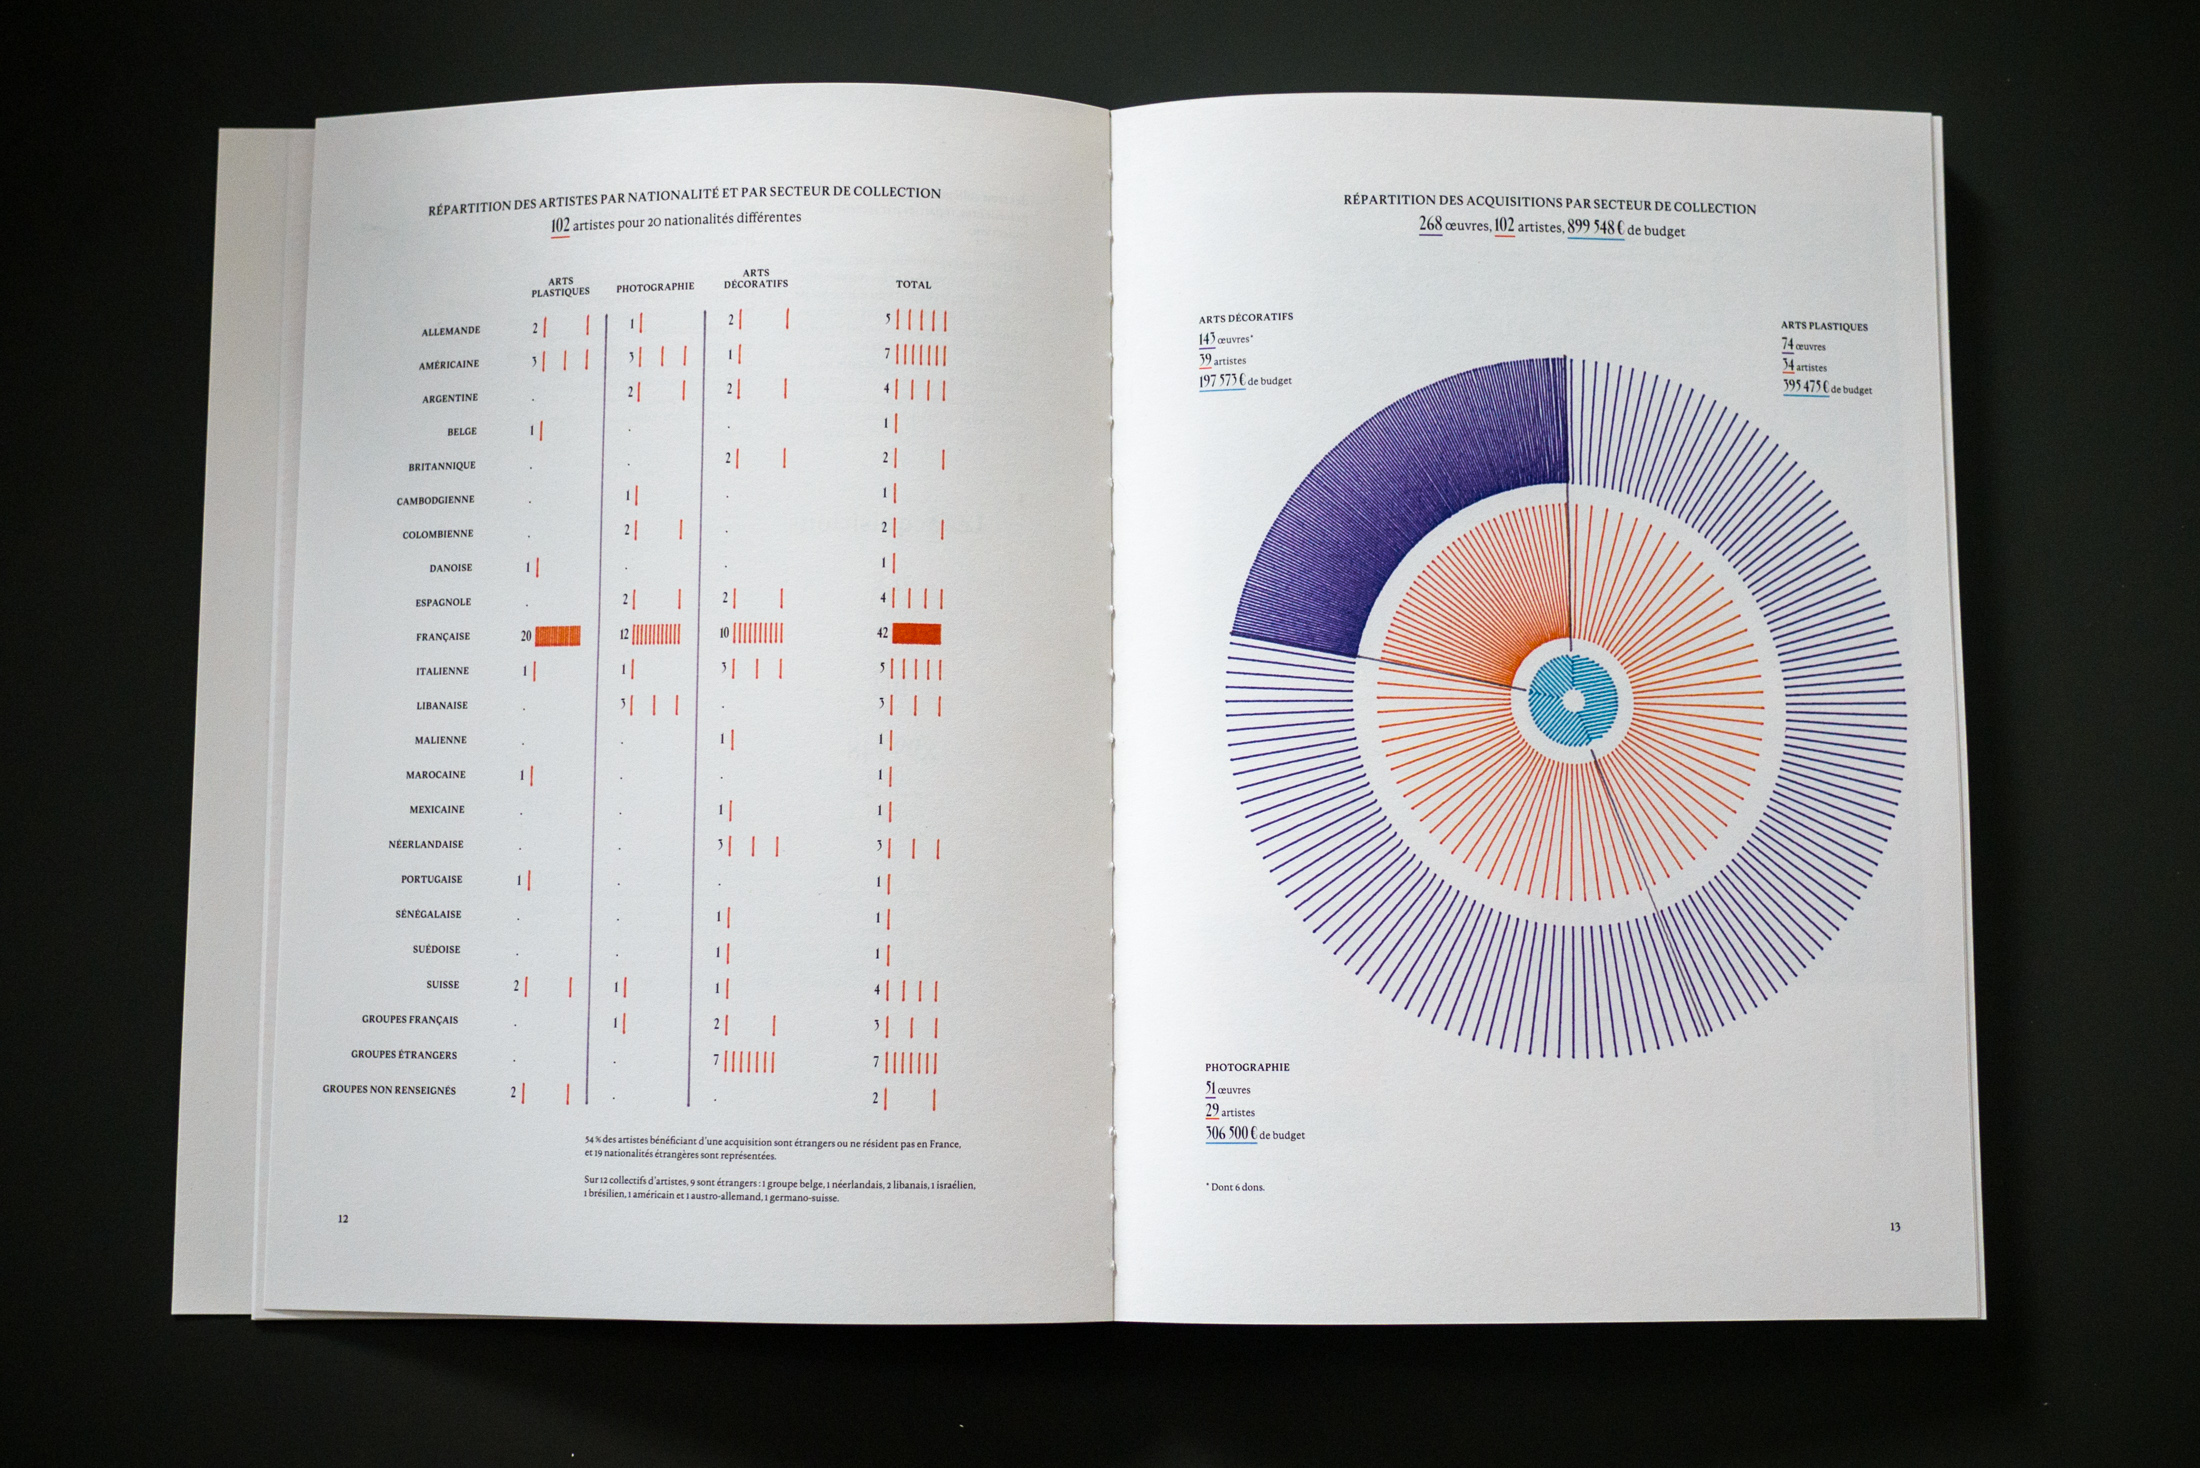 RÉPARTITION DES ARTISTES PAR NATIONALITÉ ET PAR SECTEUR DE COLLECTION
102 artistes pour 20 nationalités différentes
ARTS PLASTIQUES PHOTOGRAPHIE ARTS DÉCORATIFS TOTAL
ALLEMANDE 2 1 2 5
AMÉRICAINE 3 3 1 7
ARGENTINE . 2 2 4
BELGE 1 . . 1
BRITANNIQUE . . 2 2
CAMBODGIENNE . 1 . 1
COLOMBIENNE . 2 . 2
DANOISE 1 . . 1
ESPAGNOLE . 2 2 4
FRANÇAISE 20 12 10 42
ITALIENNE 1 1 3 5
LIBANAISE . 3 . 3
MALIENNE . . 1 1
MAROCAINE 1 . . 1
MEXICAINE . . 1 1
NÉERLANDAISE . . 3 3
PORTUGAISE 1 . . 1
SÉNÉGALAISE . . 1 1
SUÉDOISE . . 1 1
SUISSE 2 1 1 4
GROUPES FRANÇAIS . 1 2 3
GROUPES ÉTRANGERS . . 7 7
GROUPES NON RENSEIGNÉS 2 . . 2
54 % des artistes bénéficiant d'une acquisition sont étrangers ou ne résident pas en France,
et 19 nationalités étrangères sont représentées.
Sur 12 collectifs d'artistes, 9 sont étrangers : 1 groupe belge, 1 néerlandais, 2 libanais, 1 israélien,
1 brésilien, 1 américain et 1 austro-allemand, 1 germano-suisse.
12
RÉPARTITION DES ACQUISITIONS PAR SECTEUR DE COLLECTION
268 œuvres, 102 artistes, 899 548 € de budget
ARTS DÉCORATIFS
143 œuvres*
39 artistes
197 573 € de budget
ARTS PLASTIQUES
74 œuvres
34 artistes
395 475 € de budget
PHOTOGRAPHIE
51 œuvres
29 artistes
306 500 € de budget
* Dont 6 dons.
13